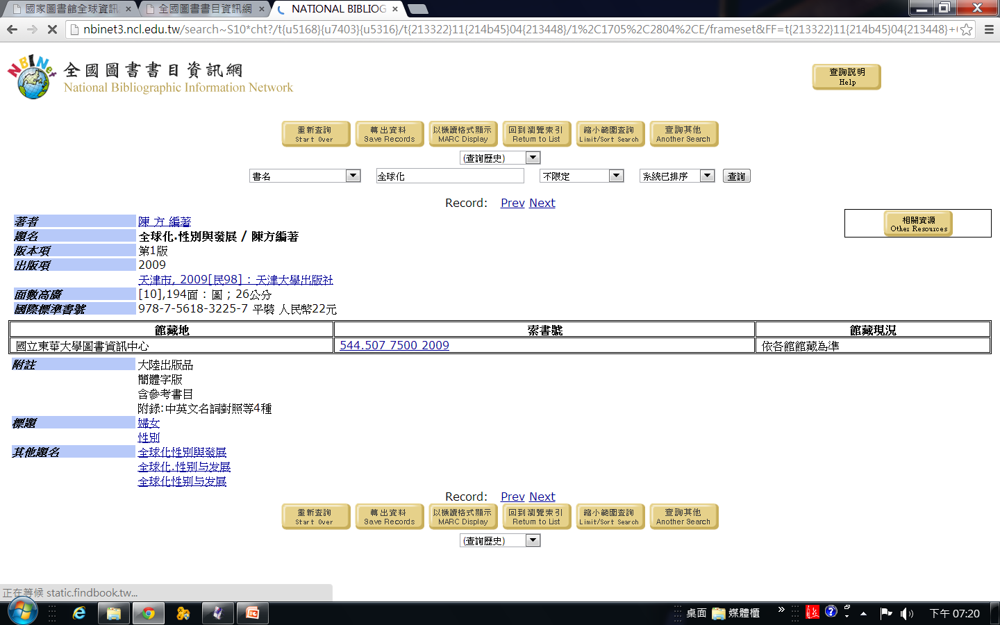 國家圖書館全球資訊
全國圖書書目資訊網
NATIONAL BIBLIOG
nbinet3.ncl.edu.tw/search~S10*cht?/t{u5168}{u7403}{u5316}/t{213322}11{214b45}04{213448}/1%2C1705%2C2804%2CE/frameset&FF=t{213322}11{214b45}04{213448}+
NBINet
全國圖書書目資訊網
National Bibliographic Information Network
查詢說明
Help
重新查詢 轉出資料 以機讀格式顯示 回到瀏覽索引 縮小範圍查詢 查詢其他
Start Over Save Records MARC Display Return to List Limit/Sort Search Another Search
(查詢歷史)
書名 全球化 不限定 系統已排序 查詢
Record: Prev Next
相關資源
Other Resources
著者 陳 方 編著
題名 全球化.性別與發展 / 陳方編著
版本項 第1版
出版項 2009
天津市, 2009[民98] : 天津大學出版社
面數高廣 [10],194面 : 圖 ; 26公分
國際標準書號 978-7-5618-3225-7 平裝 人民幣22元
館藏地 索書號 館藏現況
國立東華大學圖書資訊中心 544.507 7500 2009 依各館館藏為準
附註 大陸出版品
簡體字版
含參考書目
附錄:中英文名詞對照等4種
標題 婦女
性別
其他題名 全球化性別與發展
全球化.性别与发展
全球化性别与发展
Record: Prev Next
重新查詢 轉出資料 以機讀格式顯示 回到瀏覽索引 縮小範圍查詢 查詢其他
Start Over Save Records MARC Display Return to List Limit/Sort Search Another Search
(查詢歷史)
正在等候 static.findbook.tw...
桌面 媒體櫃 » 下午 07:20